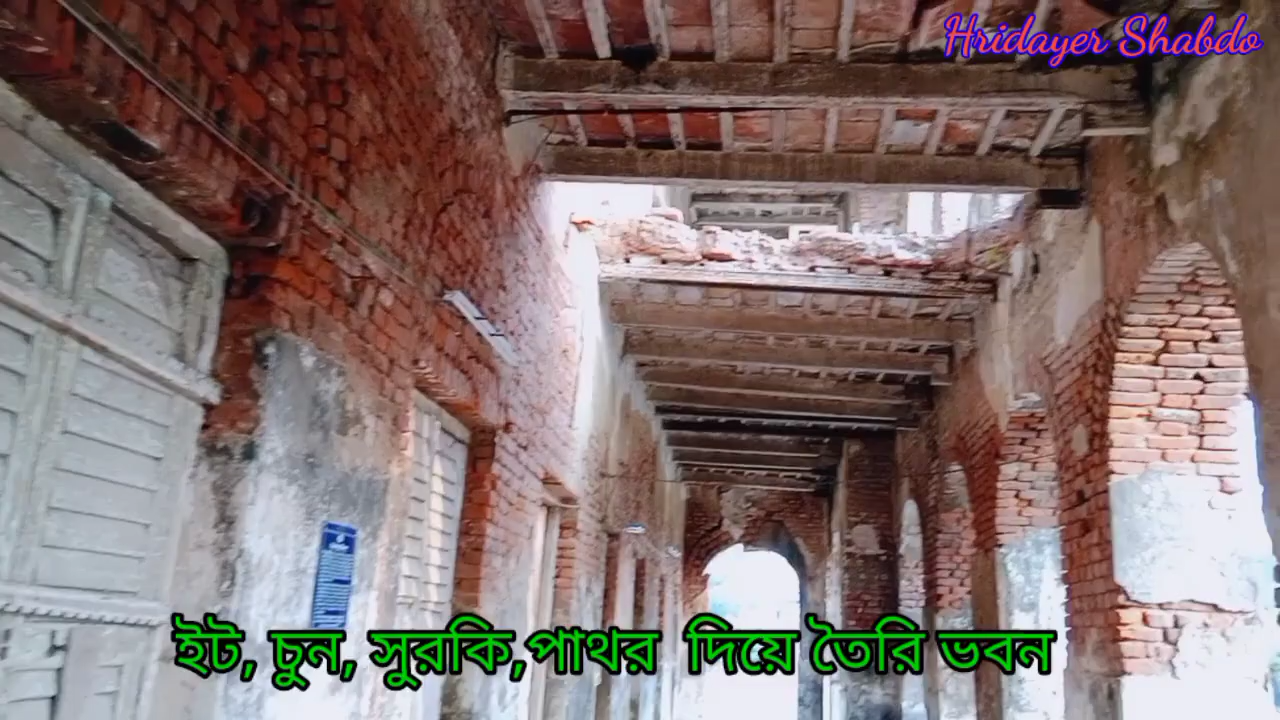 Hridayer Shabdo
ইট, চুন, সুরকি,পাথর দিয়ে তৈরি ভবন